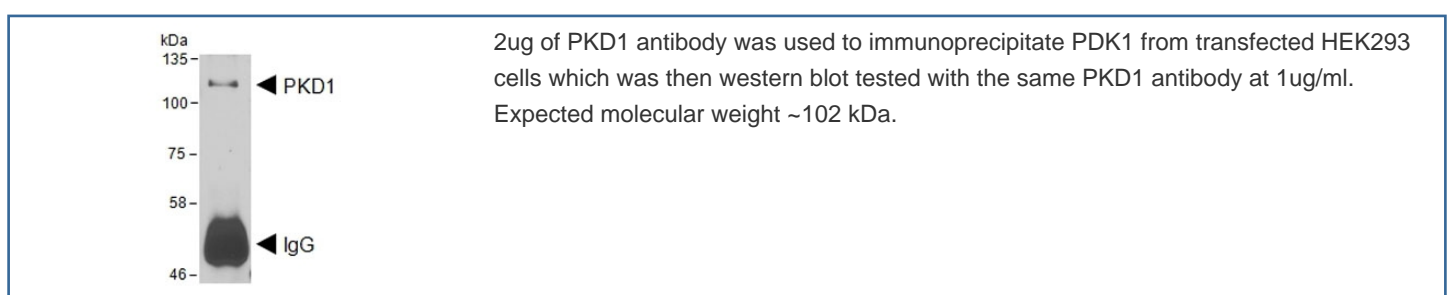 kDa
135 –
◀ PKD1
100 –
75 –
58 –
◀ IgG
46 –
2ug of PKD1 antibody was used to immunoprecipitate PDK1 from transfected HEK293
cells which was then western blot tested with the same PKD1 antibody at 1ug/ml.
Expected molecular weight ~102 kDa.